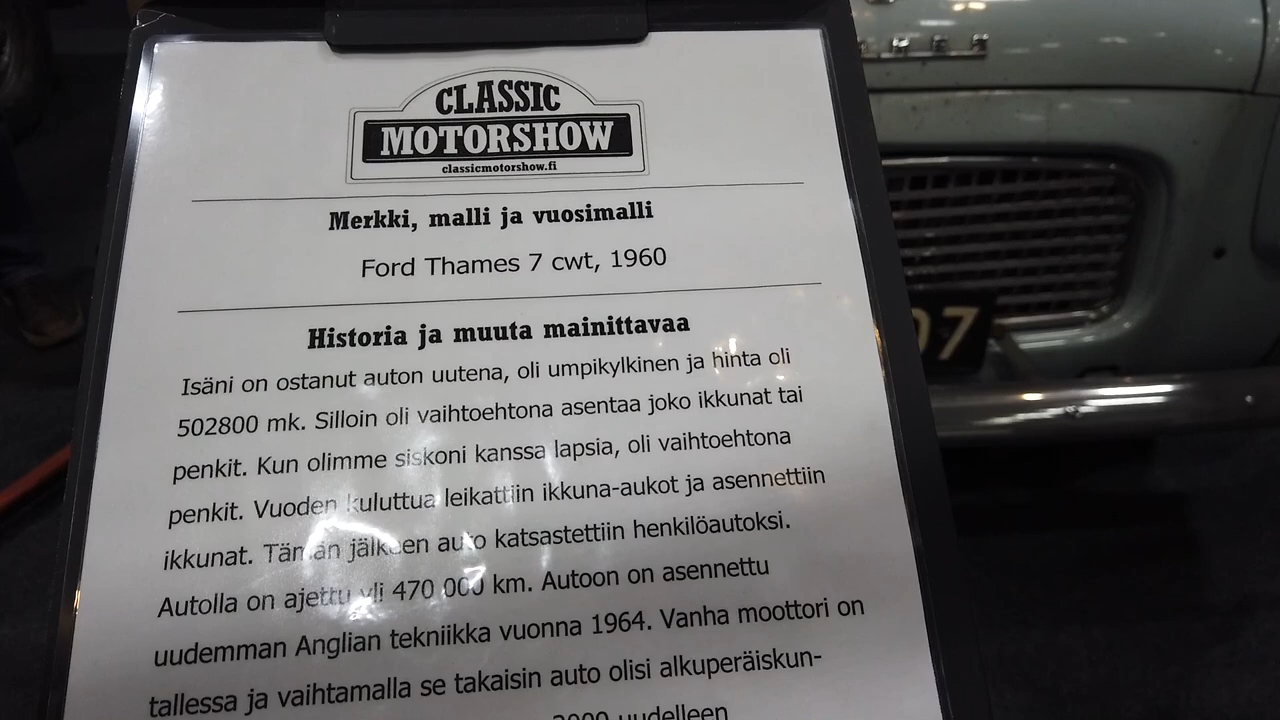 CLASSIC
MOTORSHOW
classicmotorshow.fi
Merkki, malli ja vuosimalli
Ford Thames 7 cwt, 1960
Historia ja muuta mainittavaa
Isäni on ostanut auton uutena, oli umpikylkinen ja hinta oli
502800 mk. Silloin oli vaihtoehtona asentaa joko ikkunat tai
penkit. Kun olimme siskoni kanssa lapsia, oli vaihtoehtona
penkit. Vuoden kuluttua leikattiin ikkuna-aukot ja asennettiin
ikkunat. Tämän jälkeen auto katsastettiin henkilöautoksi.
Autolla on ajettu yli 470 000 km. Autoon on asennettu
uudemman Anglian tekniikka vuonna 1964. Vanha moottori on
tallessa ja vaihtamalla se takaisin auto olisi alkuperäiskun-
2000 uudelleen
07